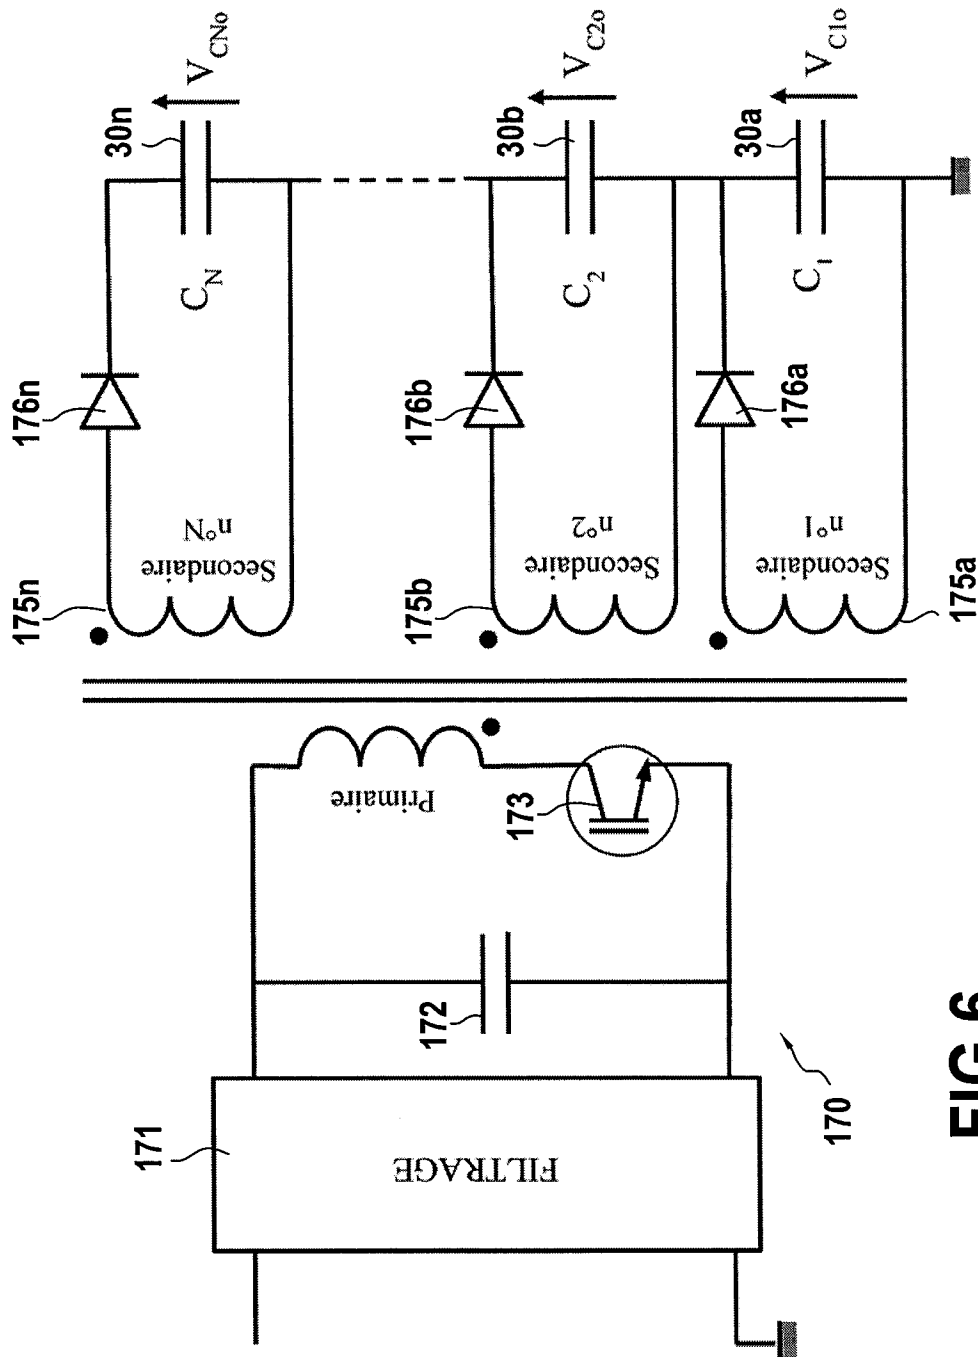 30n
V_CNo
176n
C_N
175n
Secondaire
n°N
30b
V_C2o
176b
C_2
175b
Secondaire
n°2
30a
V_C1o
176a
C_1
175a
Secondaire
n°1
Primaire
173
172
171
FILTRAGE
170
FIG.6